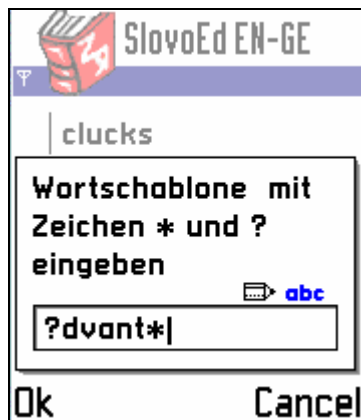 SlovoEd EN-GE
clucks
Wortschablone mit
Zeichen * und ?
eingeben
abc
?dvant*
Ok Cancel